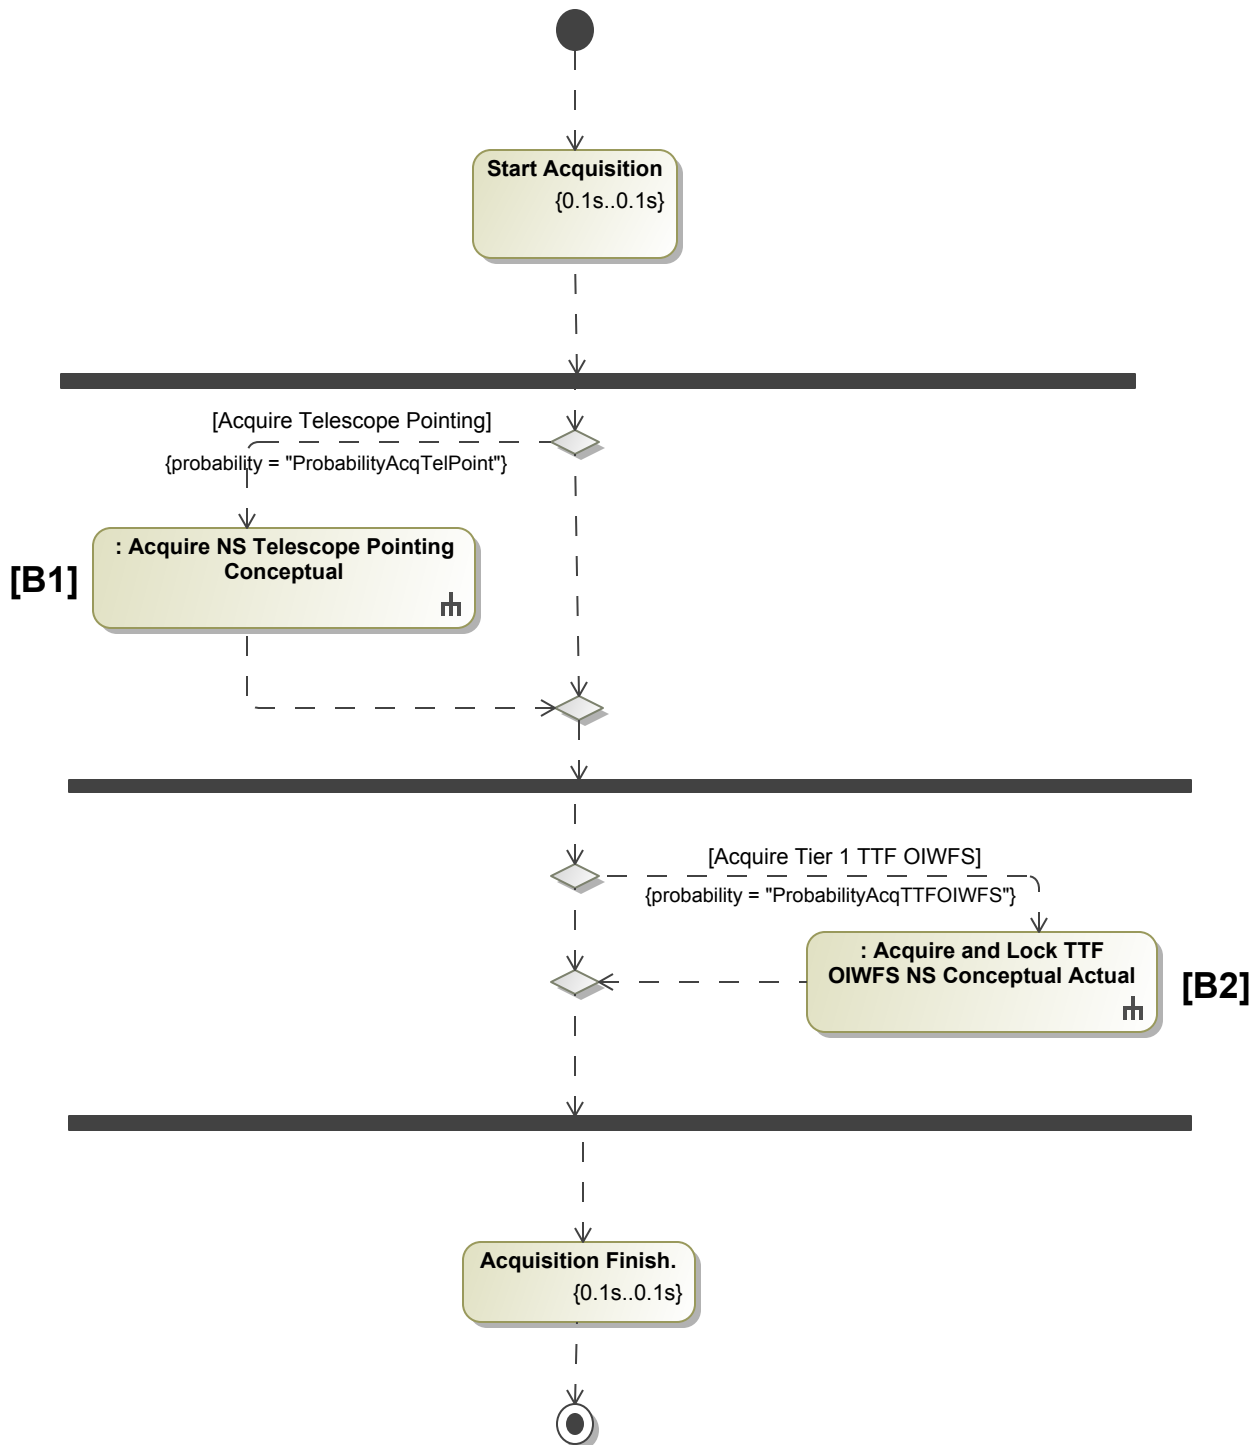 Start Acquisition
{0.1s..0.1s}
[Acquire Telescope Pointing]
{probability = "ProbabilityAcqTelPoint"}
: Acquire NS Telescope Pointing
Conceptual
[B1]
[Acquire Tier 1 TTF OIWFS]
{probability = "ProbabilityAcqTTFOIWFS"}
: Acquire and Lock TTF
OIWFS NS Conceptual Actual
[B2]
Acquisition Finish.
{0.1s..0.1s}